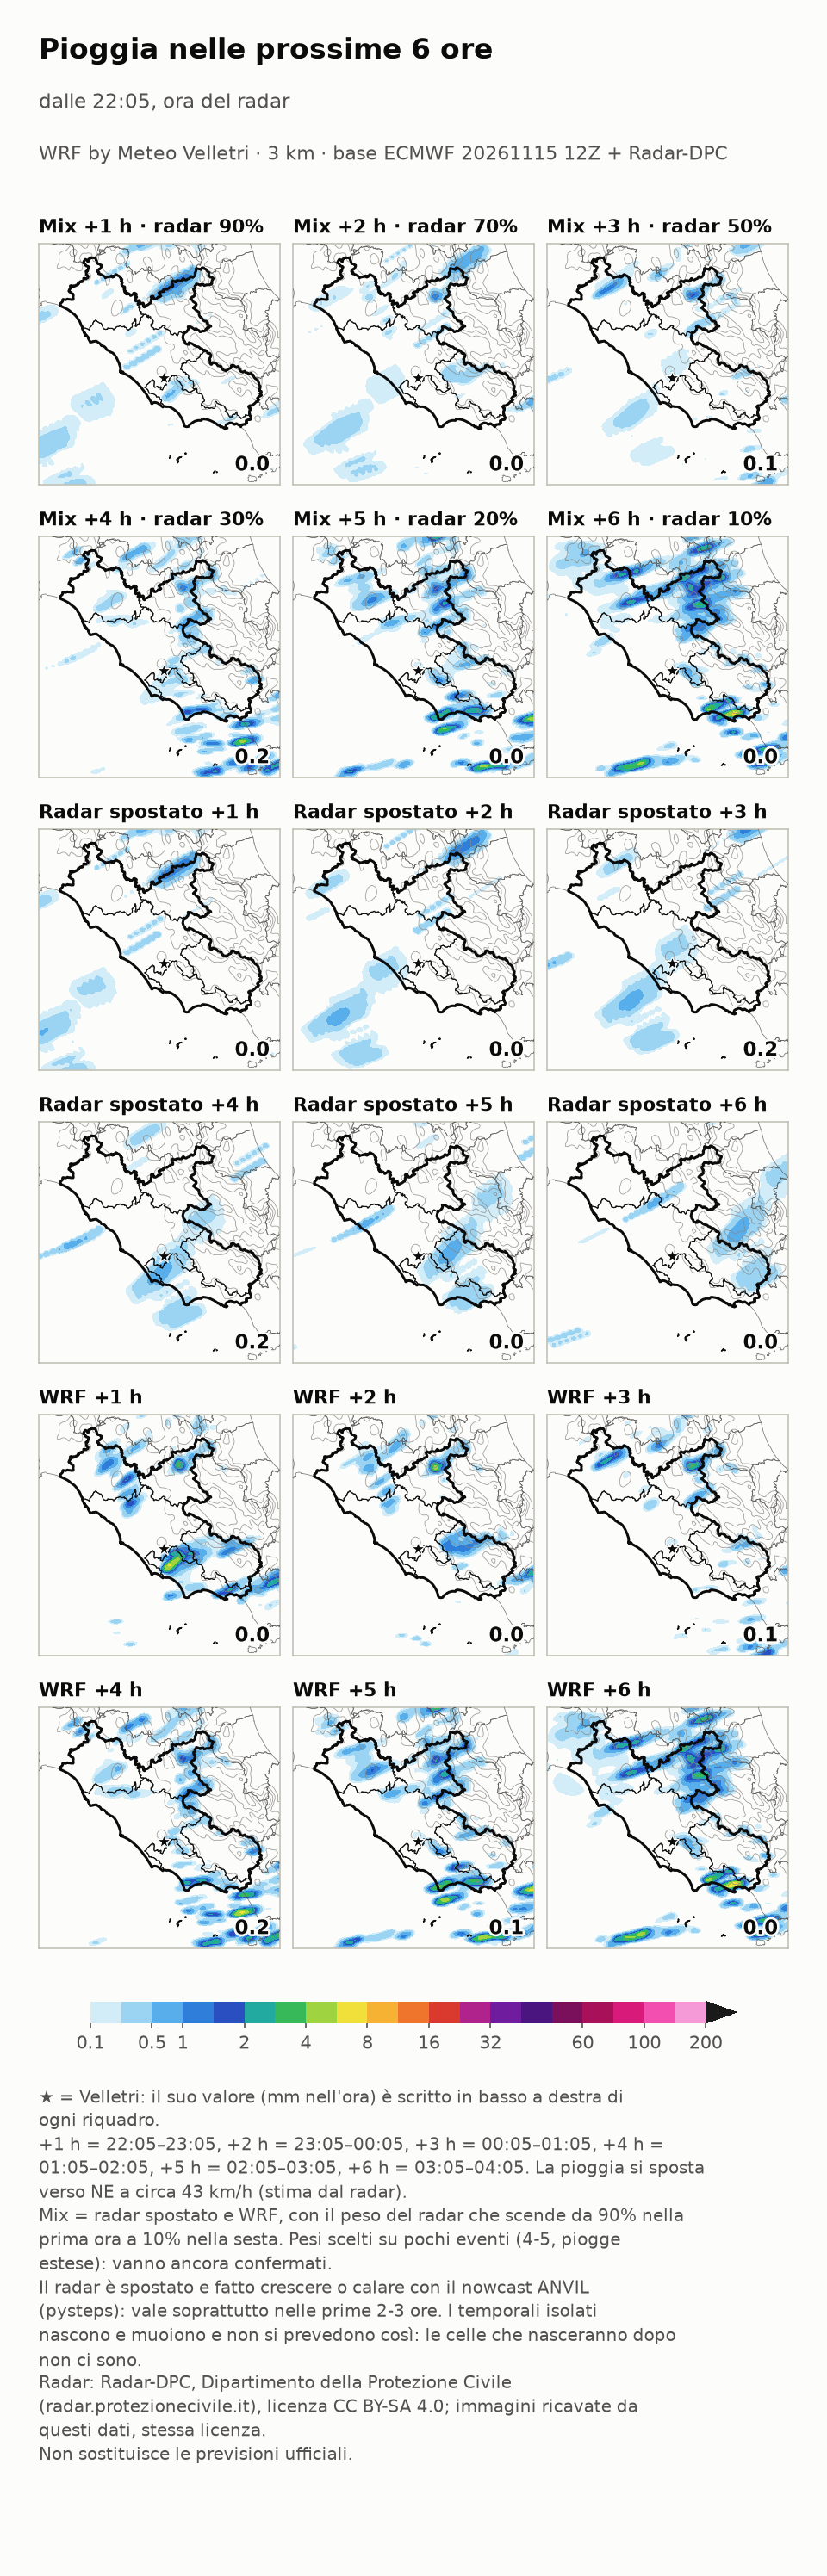 Pioggia nelle prossime 6 ore
dalle 22:05, ora del radar
WRF by Meteo Velletri · 3 km · base ECMWF 20261115 12Z + Radar-DPC
Mix +1 h · radar 90%
Mix +2 h · radar 70%
Mix +3 h · radar 50%
0.0
0.0
0.1
Mix +4 h · radar 30%
Mix +5 h · radar 20%
Mix +6 h · radar 10%
0.2
0.0
0.0
Radar spostato +1 h
Radar spostato +2 h
Radar spostato +3 h
0.0
0.0
0.2
Radar spostato +4 h
Radar spostato +5 h
Radar spostato +6 h
0.2
0.0
0.0
WRF +1 h
WRF +2 h
WRF +3 h
0.0
0.0
0.1
WRF +4 h
WRF +5 h
WRF +6 h
0.2
0.1
0.0
0.1 0.5 1 2 4 8 16 32 60 100 200
★ = Velletri: il suo valore (mm nell'ora) è scritto in basso a destra di
ogni riquadro.
+1 h = 22:05–23:05, +2 h = 23:05–00:05, +3 h = 00:05–01:05, +4 h =
01:05–02:05, +5 h = 02:05–03:05, +6 h = 03:05–04:05. La pioggia si sposta
verso NE a circa 43 km/h (stima dal radar).
Mix = radar spostato e WRF, con il peso del radar che scende da 90% nella
prima ora a 10% nella sesta. Pesi scelti su pochi eventi (4-5, piogge
estese): vanno ancora confermati.
Il radar è spostato e fatto crescere o calare con il nowcast ANVIL
(pysteps): vale soprattutto nelle prime 2-3 ore. I temporali isolati
nascono e muoiono e non si prevedono così: le celle che nasceranno dopo
non ci sono.
Radar: Radar-DPC, Dipartimento della Protezione Civile
(radar.protezionecivile.it), licenza CC BY-SA 4.0; immagini ricavate da
questi dati, stessa licenza.
Non sostituisce le previsioni ufficiali.